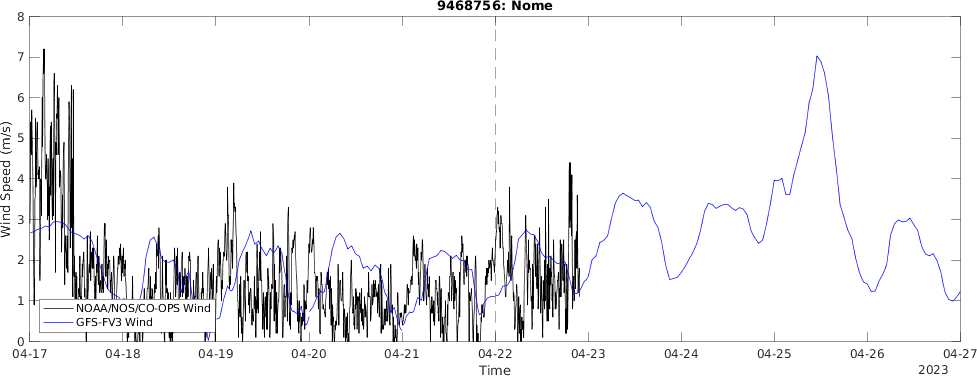 9468756: Nome
8
7
6
5
4
3
2
1
0
Wind Speed (m/s)
NOAA/NOS/CO-OPS Wind
GFS-FV3 Wind
04-17 04-18 04-19 04-20 04-21 04-22 04-23 04-24 04-25 04-26 04-27
Time
2023